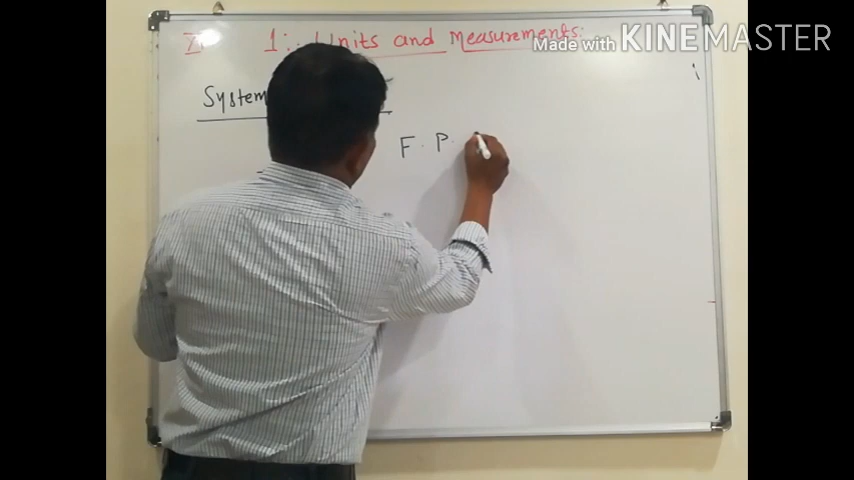 1:- Units and Measurements:
Made with KINEMASTER
System
F. P.